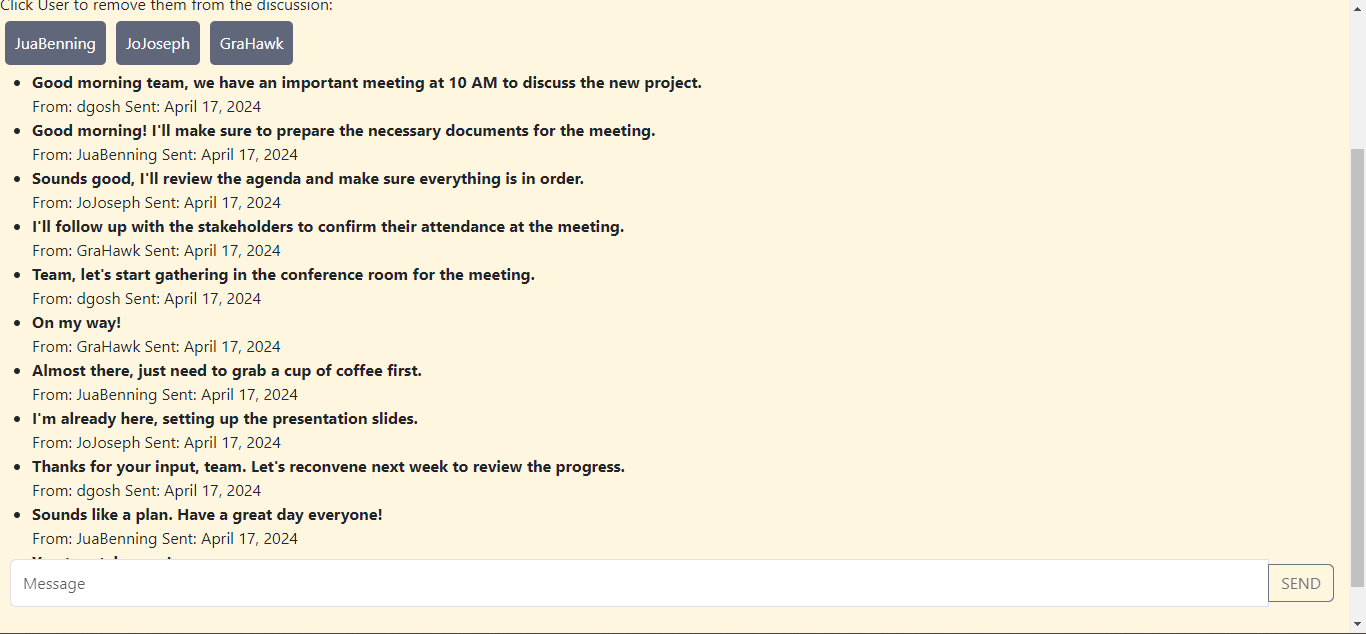 Click User to remove them from the discussion:
JuaBenning JoJoseph GraHawk
Good morning team, we have an important meeting at 10 AM to discuss the new project.
From: dgosh Sent: April 17, 2024
Good morning! I'll make sure to prepare the necessary documents for the meeting.
From: JuaBenning Sent: April 17, 2024
Sounds good, I'll review the agenda and make sure everything is in order.
From: JoJoseph Sent: April 17, 2024
I'll follow up with the stakeholders to confirm their attendance at the meeting.
From: GraHawk Sent: April 17, 2024
Team, let's start gathering in the conference room for the meeting.
From: dgosh Sent: April 17, 2024
On my way!
From: GraHawk Sent: April 17, 2024
Almost there, just need to grab a cup of coffee first.
From: JuaBenning Sent: April 17, 2024
I'm already here, setting up the presentation slides.
From: JoJoseph Sent: April 17, 2024
Thanks for your input, team. Let's reconvene next week to review the progress.
From: dgosh Sent: April 17, 2024
Sounds like a plan. Have a great day everyone!
From: JuaBenning Sent: April 17, 2024
Message SEND